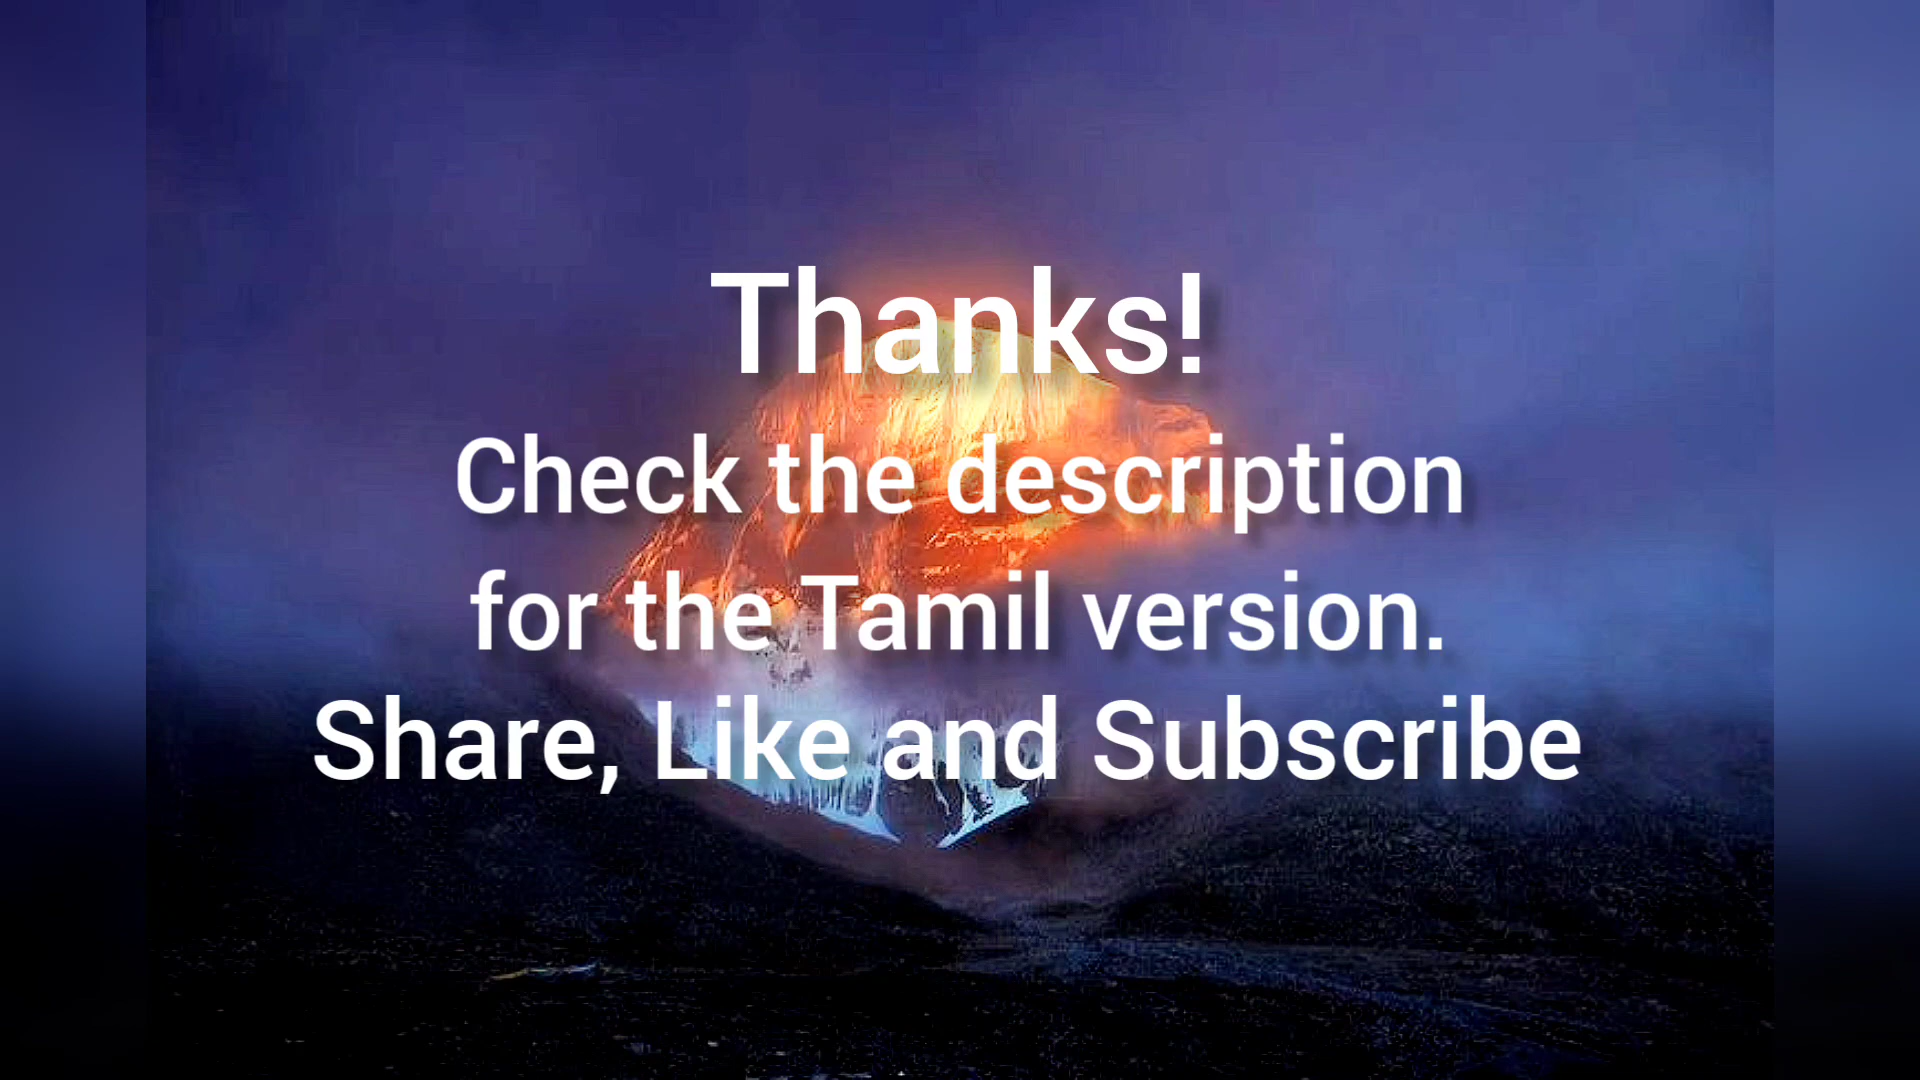 Thanks!
Check the description
for the Tamil version.
Share, Like and Subscribe